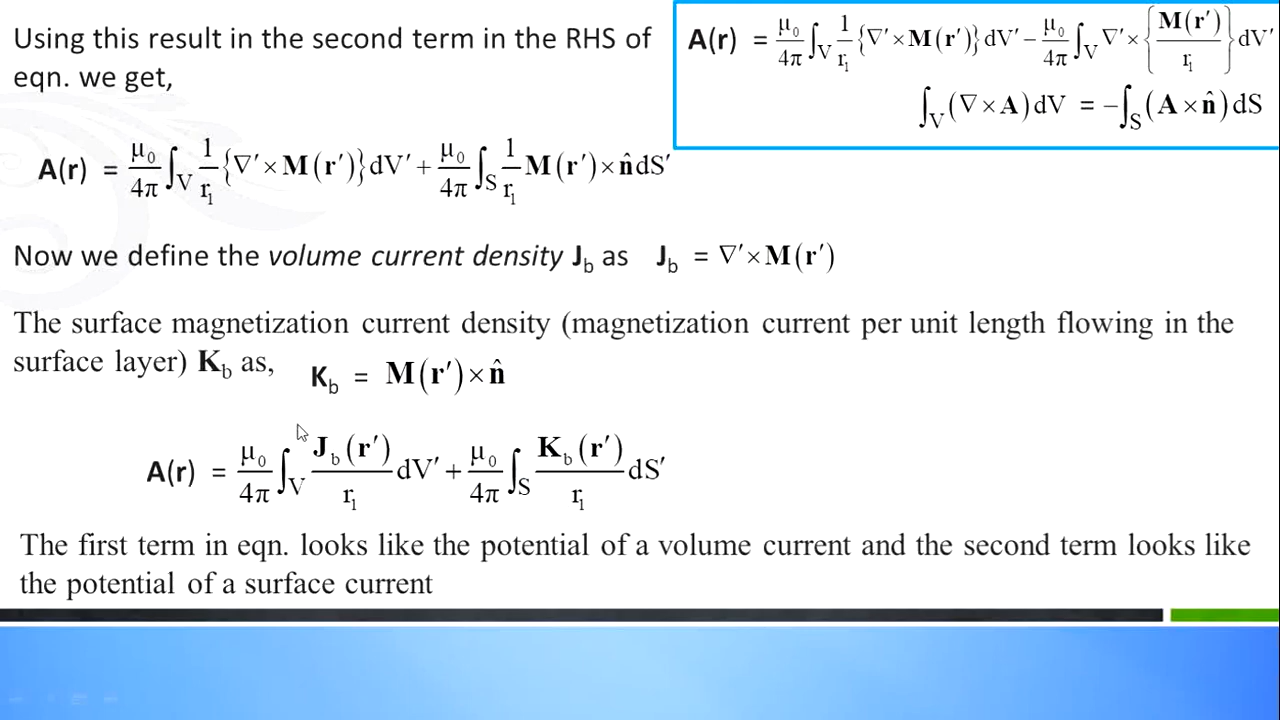 Using this result in the second term in the RHS of
eqn. we get,
A(r) = μ₀/4π ∫_V 1/r₁ {∇′×M(r′)}dV′ − μ₀/4π ∫_V ∇′×{M(r′)/r₁}dV′
∫_V(∇×A)dV = −∫_S(A×n̂)dS
A(r) = μ₀/4π ∫_V 1/r₁ {∇′×M(r′)}dV′ + μ₀/4π ∫_S 1/r₁ M(r′)×n̂dS′
Now we define the volume current density J_b as J_b = ∇′×M(r′)
The surface magnetization current density (magnetization current per unit length flowing in the
surface layer) K_b as, K_b = M(r′)×n̂
A(r) = μ₀/4π ∫_V J_b(r′)/r₁ dV′ + μ₀/4π ∫_S K_b(r′)/r₁ dS′
The first term in eqn. looks like the potential of a volume current and the second term looks like
the potential of a surface current